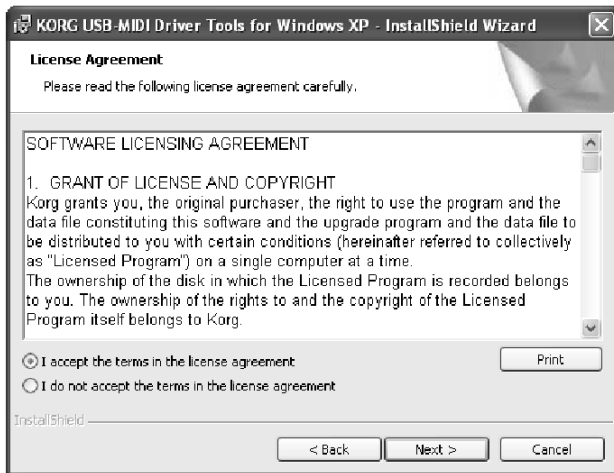 KORG USB-MIDI Driver Tools for Windows XP - InstallShield Wizard
License Agreement
Please read the following license agreement carefully.
SOFTWARE LICENSING AGREEMENT
1. GRANT OF LICENSE AND COPYRIGHT
Korg grants you, the original purchaser, the right to use the program and the
data file constituting this software and the upgrade program and the data file to
be distributed to you with certain conditions (hereinafter referred to collectively
as "Licensed Program") on a single computer at a time.
The ownership of the disk in which the Licensed Program is recorded belongs
to you. The ownership of the rights to and the copyright of the Licensed
Program itself belongs to Korg.
I accept the terms in the license agreement
Print
I do not accept the terms in the license agreement
InstallShield
< Back Next > Cancel